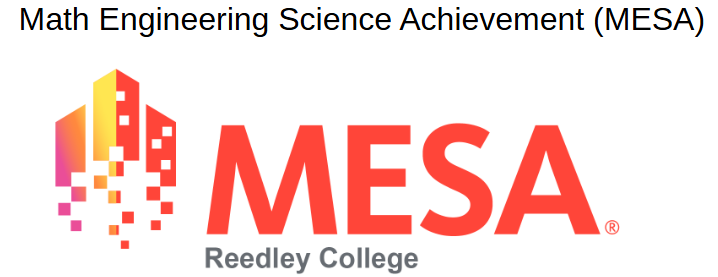 Math Engineering Science Achievement (MESA)
MESA®
Reedley College